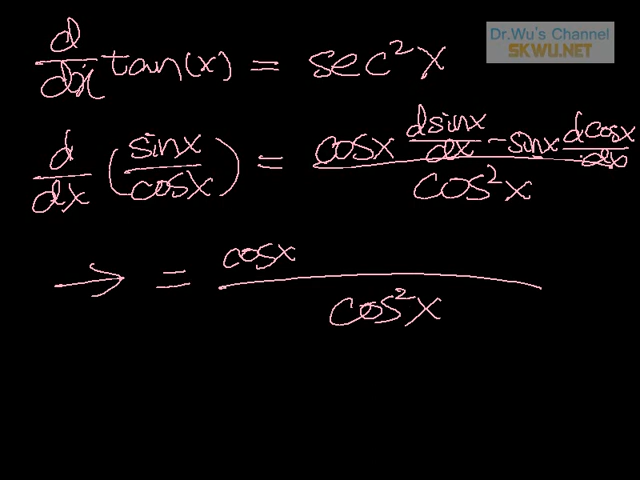 Dr.Wu's Channel
SKWU.NET
d/dx tan(x) = sec²x
d/dx (sinx/cosx) = (cosx dsinx/dx - sinx dcosx/dx)/cos²x
→ = cosx/cos²x